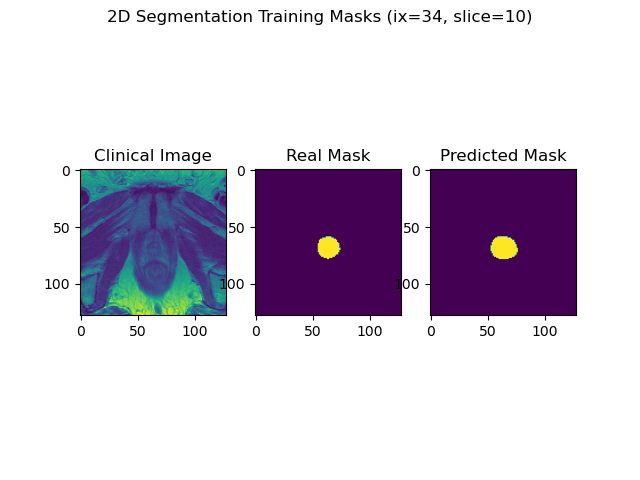 2D Segmentation Training Masks (ix=34, slice=10)
Clinical Image Real Mask Predicted Mask
0 0 0
50 50 50
100 100 100
0 50 100 0 50 100 0 50 100